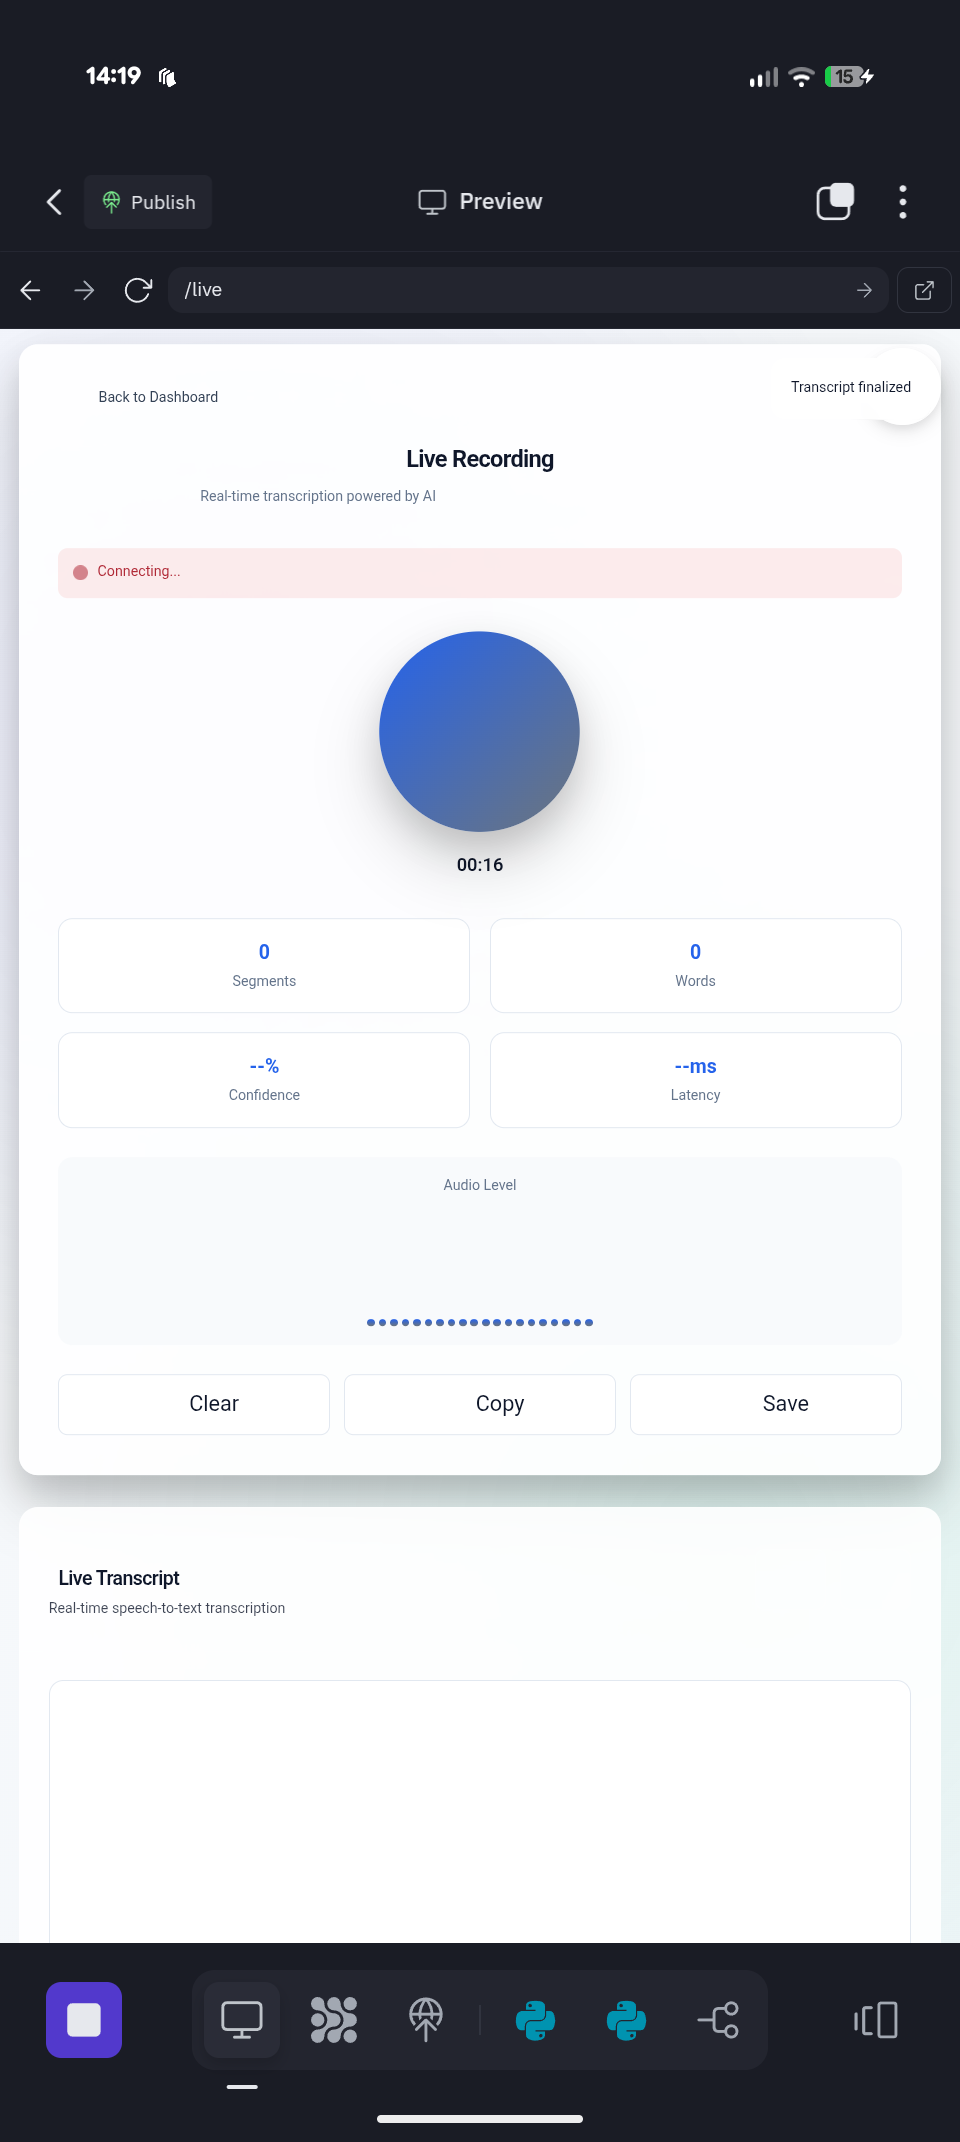 14:19
15
Publish
Preview
/live
Back to Dashboard
Transcript finalized
Live Recording
Real-time transcription powered by AI
Connecting...
00:16
0
Segments
0
Words
--%
Confidence
--ms
Latency
Audio Level
Clear
Copy
Save
Live Transcript
Real-time speech-to-text transcription